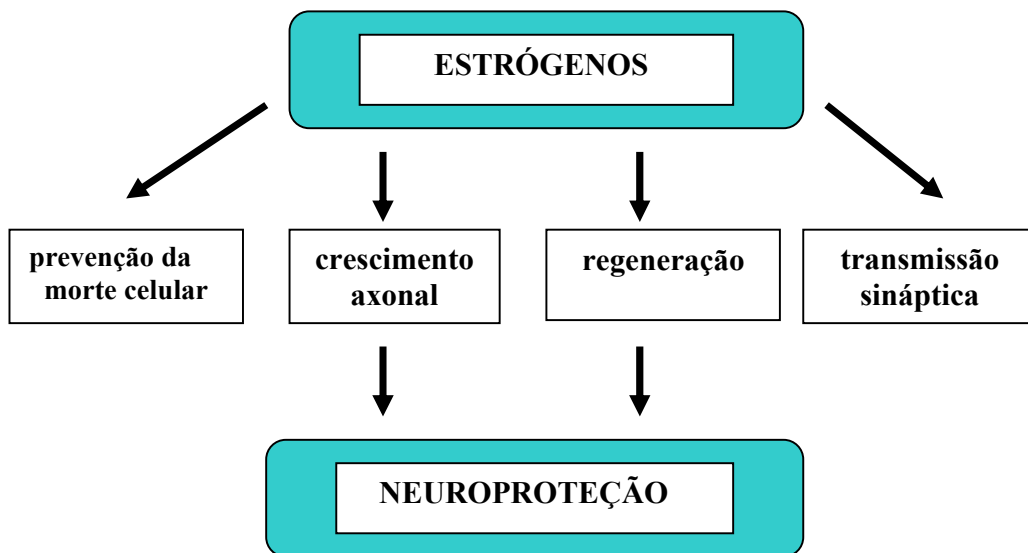 ESTRÓGENOS
prevenção da
morte celular
crescimento
axonal
regeneração
transmissão
sináptica
NEUROPROTEÇÃO